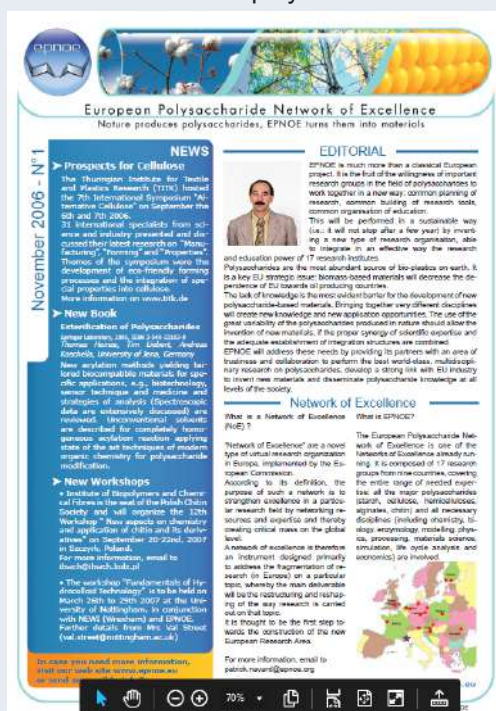 epnoe
European Polysaccharide Network of Excellence
Nature produces polysaccharides, EPNOE turns them into materials
November 2006 - N°1
NEWS
➤ Prospects for Cellulose
The Thuringian Institute for Textile
and Plastics Research (TITK) hosted
the 7th International Symposium "Al-
ternative Cellulose" on September the
6th and 7th 2006.
31 international specialists from sci-
ence and industry presented and dis-
cussed their latest research on "Manu-
facturing", "Forming" and "Properties".
Themes of the symposium were the
development of eco-friendly forming
processes and the integration of spe-
cial properties into cellulose.
More information on www.titk.de
➤ New Book
Esterification of Polysaccharides
Thomas Heinze, Tim Liebert, Andreas
Koschella, University of Jena, Germany
New acylation methods yielding tai-
lored biocompatible materials for spe-
cific applications, e.g., biotechnology,
sensor technique and medicine and
strategies of analysis (Spectroscopic
data are extensively discussed) are
reviewed. Unconventional solvents
are described for completely homo-
geneous acylation reaction applying
state of the art techniques of modern
organic chemistry for polysaccharide
modification.
➤ New Workshops
• Institute of Biopolymers and Chemi-
cal Fibres is the seat of the Polish Chitin
Society and will organize the 12th
Workshop " New aspects on chemistry
and application of chitin and its deriv-
atives" on September 20-22nd, 2007
in Szczyrk, Poland.
For more information, email to
• The workshop "Fundamentals of Hy-
drocolloid Technology" is to be held on
March 26th to 29th 2007 at the Uni-
versity of Nottingham, in conjunction
with NEWI (Wrexham) and EPNOE.
Further details from Mrs Val Street
(val.street@nottingham.ac.uk)
In case you need more information,
visit our web site www.epnoe.eu
or send
EDITORIAL
EPNOE is much more than a classical European
project. It is the fruit of the willingness of important
research groups in the field of polysaccharides to
work together in a new way: common planning of
research, common building of research tools,
common organisation of education.
This will be performed in a sustainable way
(i.e.: it will not stop after a few year) by invent-
ing a new type of research organisation, able
to integrate in an effective way the research
and education power of 17 research institutes.
Polysaccharides are the most abundant source of bio-plastics on earth. It
is a key EU strategic issue: biomass-based materials will decrease the de-
pendence of EU towards oil producing countries.
The lack of knowledge is the most evident barrier for the development of new
polysaccharide-based materials. Bringing together very different disciplines
will create new knowledge and new application opportunities. The use of the
great variability of the polysaccharides produced in nature should allow the
invention of new materials, if the proper synergy of scientific expertise and
the adequate establishment of integration structures are combined.
EPNOE will address these needs by providing its partners with an area of
trustiness and collaboration to perform the best world-class, multidiscipli-
nary research on polysaccharides, develop a strong link with EU industry
to invent new materials and disseminate polysaccharide knowledge at all
levels of the society.
Network of Excellence
What is a Network of Excellence
(NoE) ?
"Network of Excellence" are a novel
type of virtual research organization
in Europe, implemented by the Eu-
ropean Commission.
According to its definition, the
purpose of such a network is to
strengthen excellence in a particu-
lar research field by networking re-
sources and expertise and thereby
creating critical mass on the global
level.
A network of excellence is therefore
an instrument designed primarily
to address the fragmentation of re-
search (in Europe) on a particular
topic, whereby the main deliverable
will be the restructuring and reshap-
ing of the way research is carried
out on that topic.
It is thought to be the first step to-
wards the construction of the new
European Research Area.
For more information, email to
patrick.navard@epnoe.org
What is EPNOE?
The European Polysaccharide Net-
work of Excellence is one of the
Networks of Excellence already run-
ning. It is composed of 17 research
groups from nine countries, covering
the entire range of needed exper-
tise: all the major polysaccharides
(starch, cellulose, hemicelluloses,
alginates, chitin) and all necessary
disciplines (including chemistry, bi-
ology, enzymology, modelling, phys-
ics, processing, materials science,
simulation, life cycle analysis and
economics) are involved.
.eu
70%